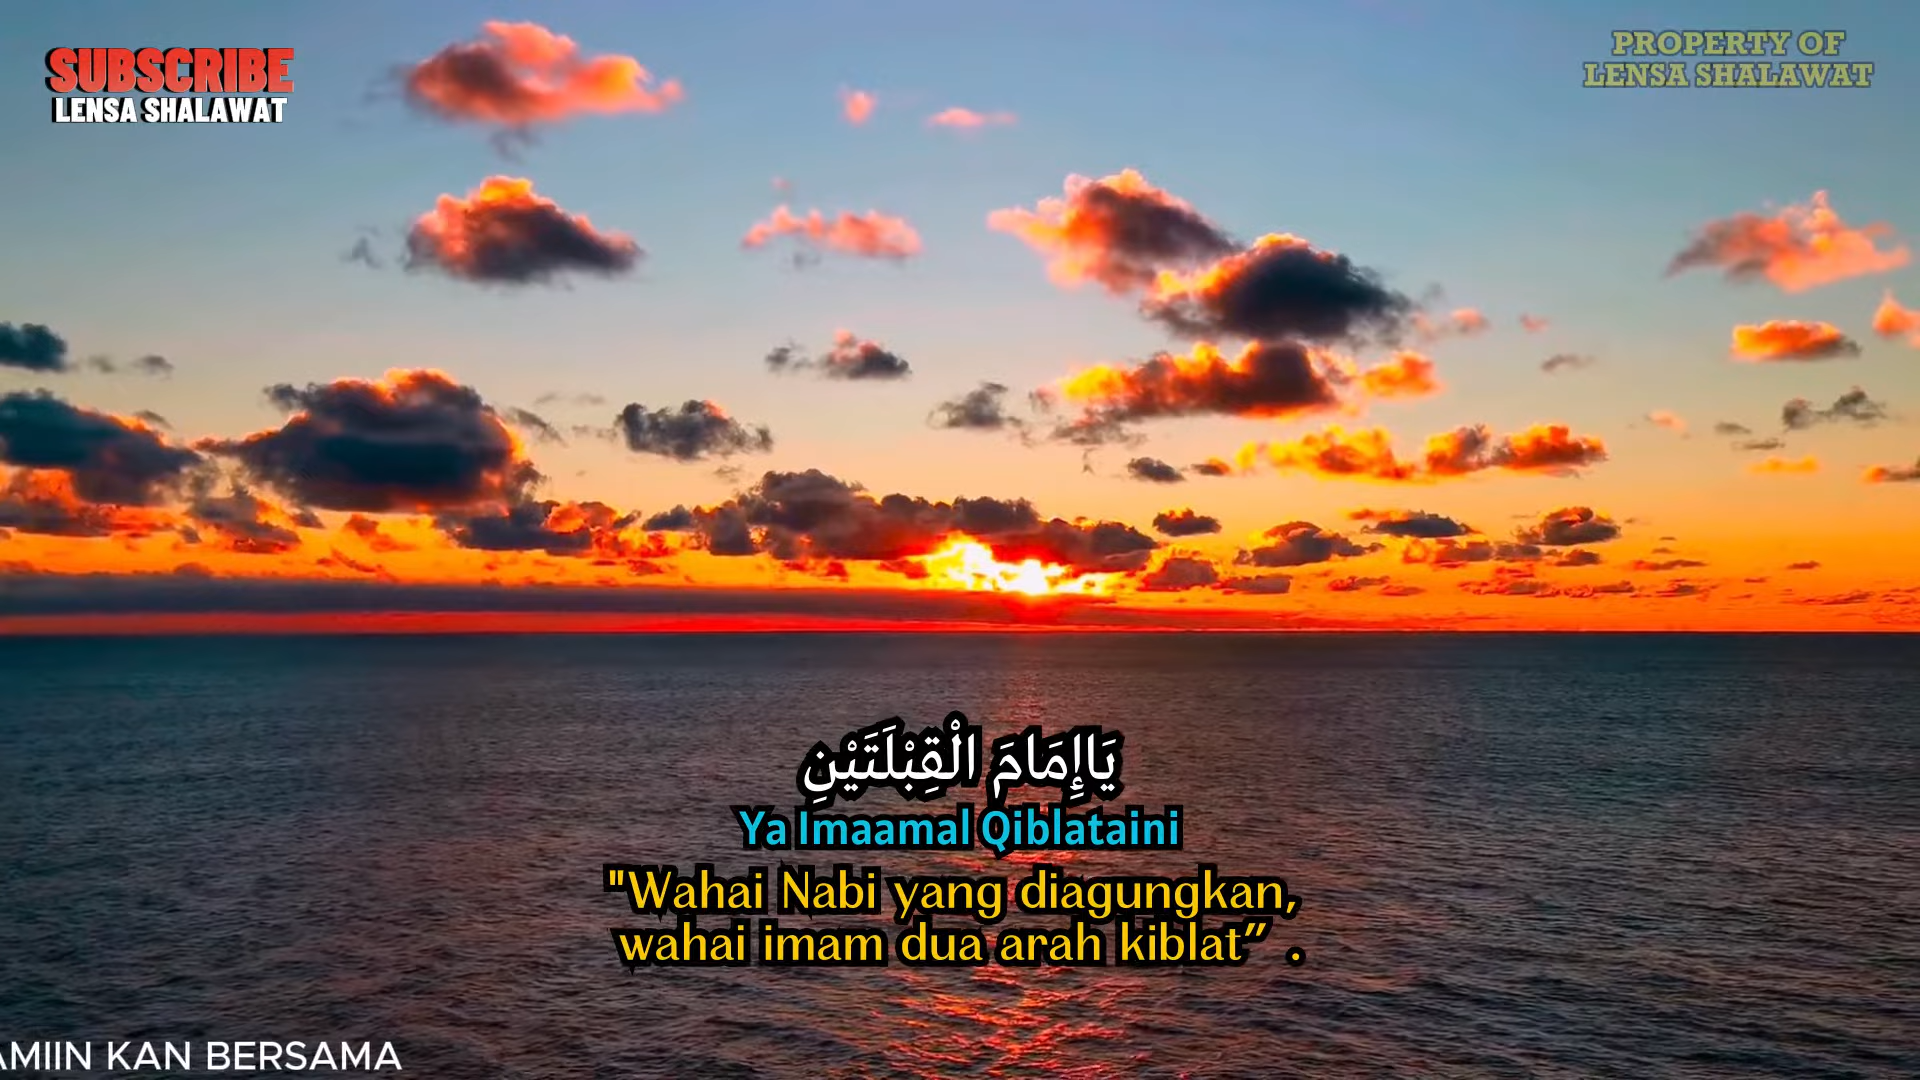 SUBSCRIBE
LENSA SHALAWAT
PROPERTY OF
LENSA SHALAWAT
يَاإِمَامَ الْقِبْلَتَيْنِ
Ya Imaamal Qiblataini
"Wahai Nabi yang diagungkan,
wahai imam dua arah kiblat” .
AMIIN KAN BERSAMA